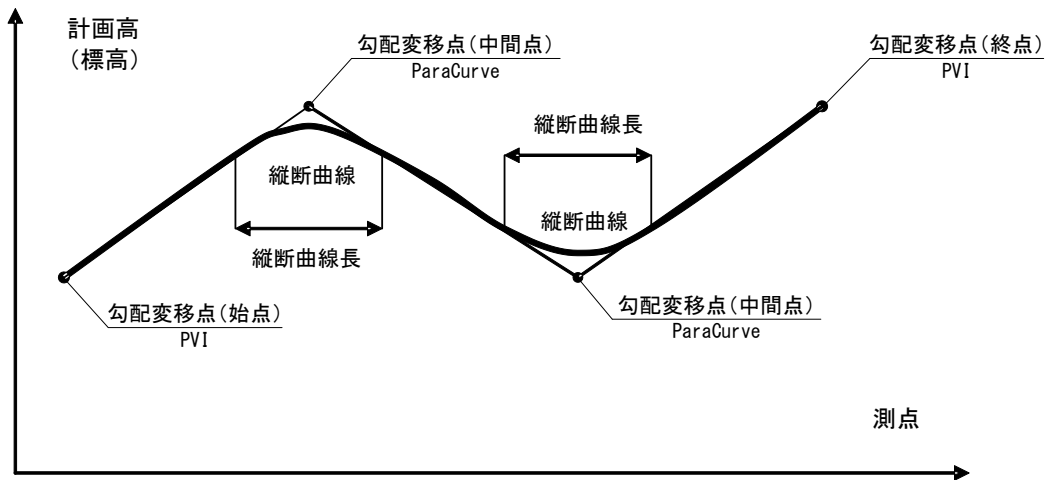 計画高
(標高)
勾配変移点(中間点)
ParaCurve
勾配変移点(終点)
PVI
縦断曲線長
縦断曲線
縦断曲線
縦断曲線長
勾配変移点(始点)
PVI
勾配変移点(中間点)
ParaCurve
測点